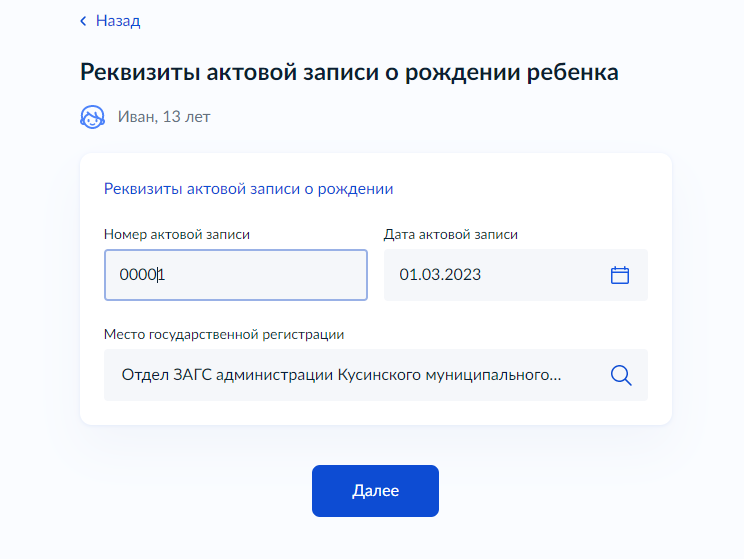 Назад
Реквизиты актовой записи о рождении ребенка
Иван, 13 лет
Реквизиты актовой записи о рождении
Номер актовой записи
Дата актовой записи
00001
01.03.2023
Место государственной регистрации
Отдел ЗАГС администрации Кусинского муниципального...
Далее